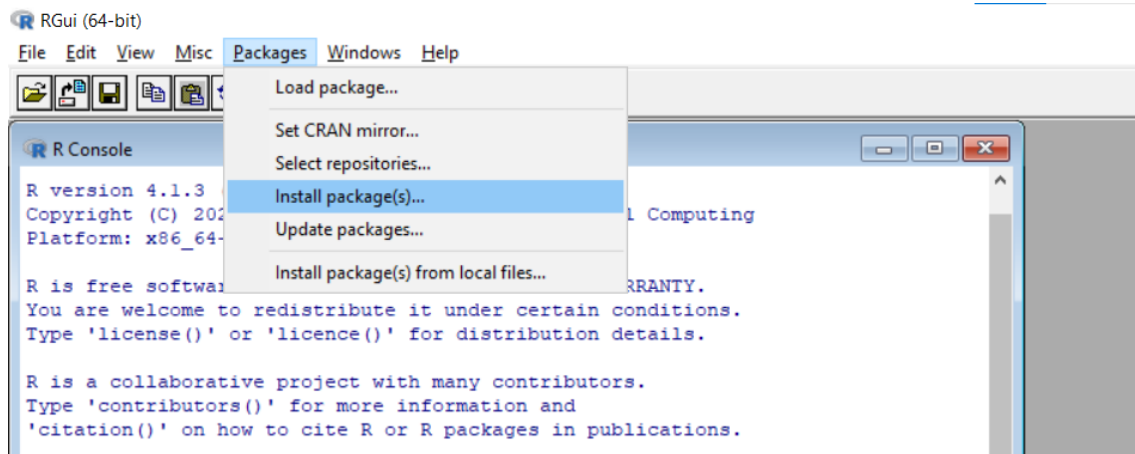 RGui (64-bit)
File Edit View Misc Packages Windows Help
Load package...
Set CRAN mirror...
Select repositories...
Install package(s)...
Update packages...
Install package(s) from local files...
R Console
R version 4.1.3
Copyright (C) 202 l Computing
Platform: x86_64-
R is free softwar RRANTY.
You are welcome to redistribute it under certain conditions.
Type 'license()' or 'licence()' for distribution details.
R is a collaborative project with many contributors.
Type 'contributors()' for more information and
'citation()' on how to cite R or R packages in publications.